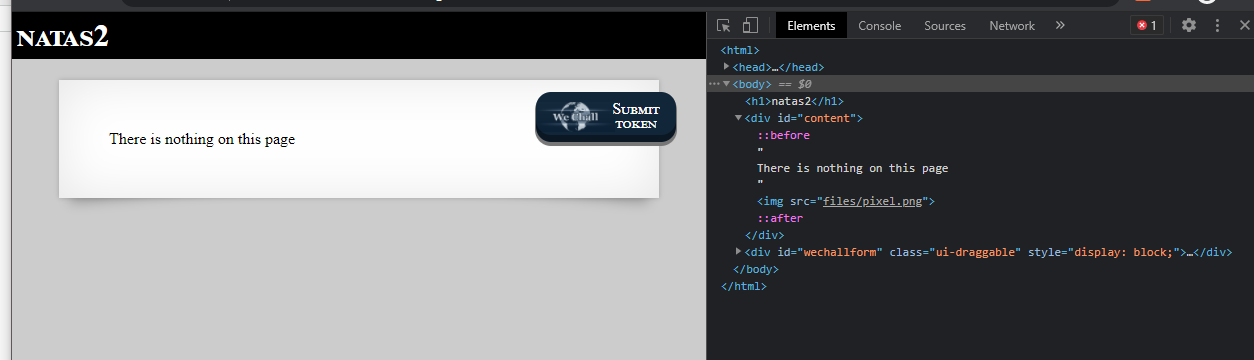 NATAS2
There is nothing on this page
We Chall
SUBMIT
TOKEN
Elements
Console
Sources
Network
»
1
<html>
<head>…</head>
<body> == $0
<h1>natas2</h1>
<div id="content">
::before
"
There is nothing on this page
"
<img src="files/pixel.png">
::after
</div>
<div id="wechallform" class="ui-draggable" style="display: block;">…</div>
</body>
</html>